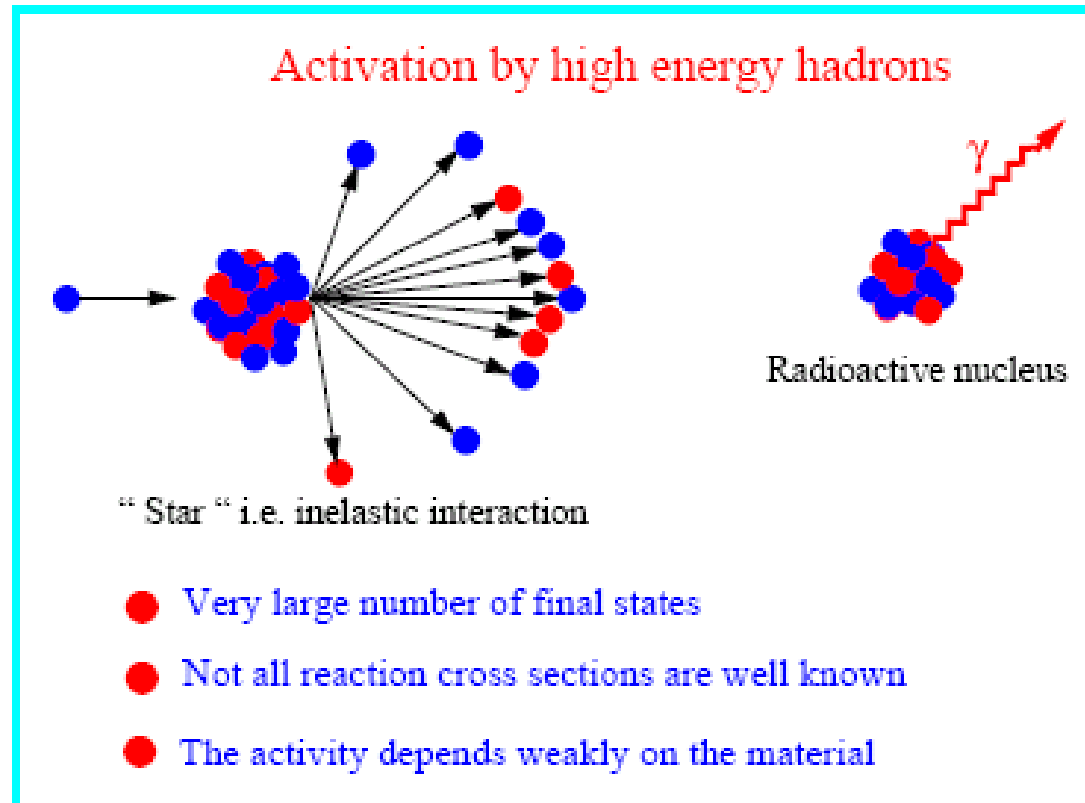 Activation by high energy hadrons
γ
Radioactive nucleus
“ Star “ i.e. inelastic interaction
Very large number of final states
Not all reaction cross sections are well known
The activity depends weakly on the material